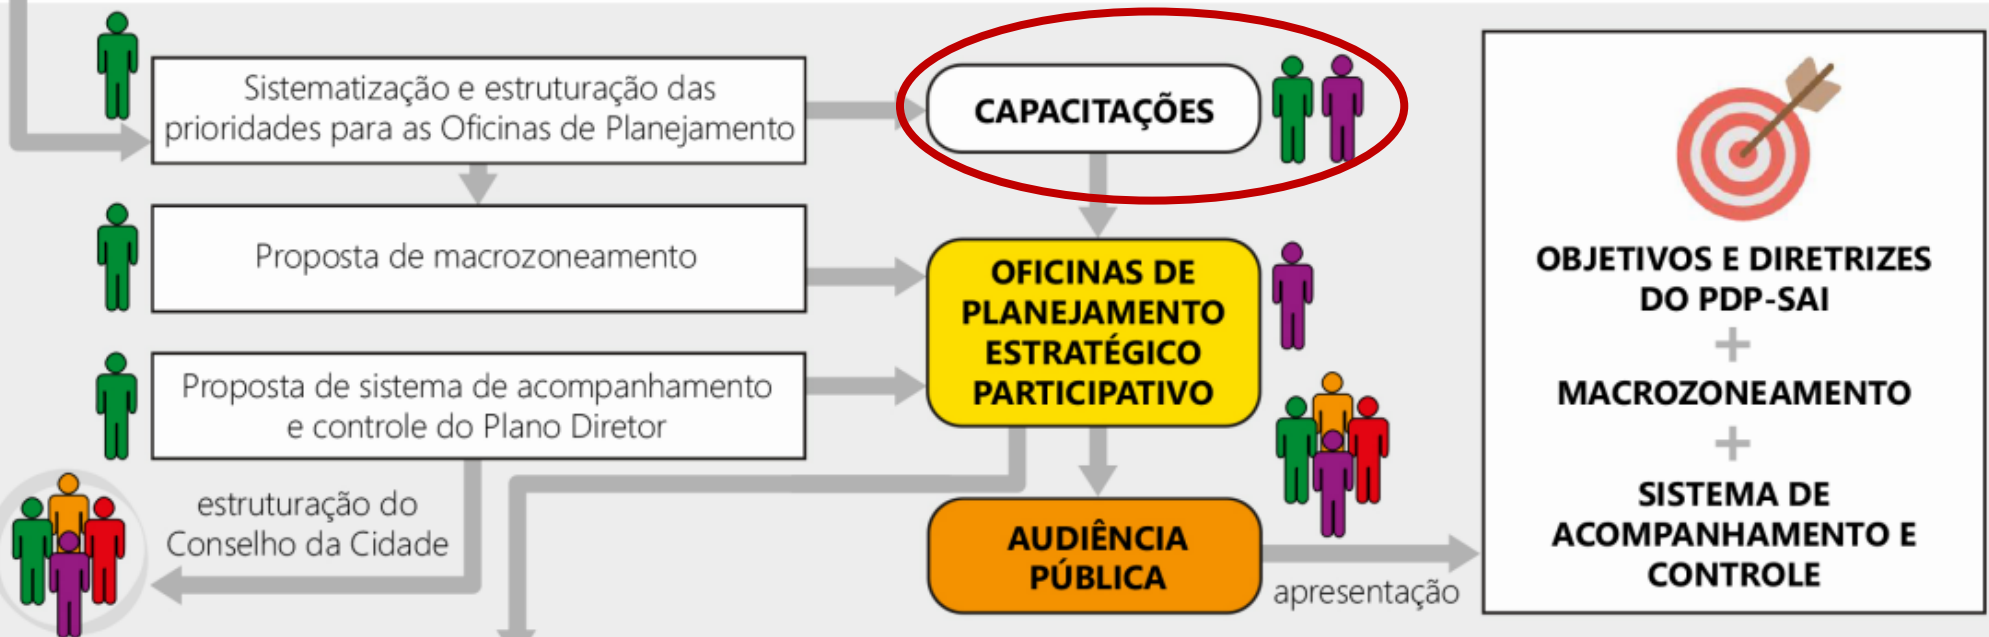 Sistematização e estruturação das
prioridades para as Oficinas de Planejamento
CAPACITAÇÕES
Proposta de macrozoneamento
OFICINAS DE
PLANEJAMENTO
ESTRATÉGICO
PARTICIPATIVO
Proposta de sistema de acompanhamento
e controle do Plano Diretor
estruturação do
Conselho da Cidade
AUDIÊNCIA
PÚBLICA
apresentação
OBJETIVOS E DIRETRIZES
DO PDP-SAI
+
MACROZONEAMENTO
+
SISTEMA DE
ACOMPANHAMENTO E
CONTROLE